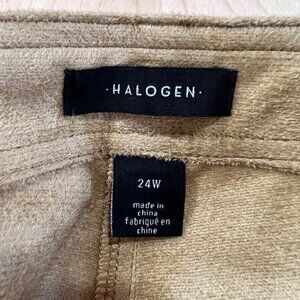 ·HALOGEN·
24W
made in
china
fabriqué en
chine